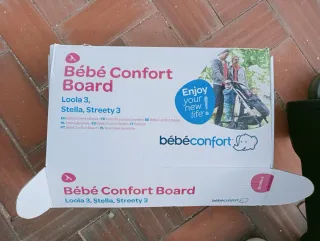 Bébé Confort
Board
Loola 3,
Stella, Streety 3
Enjoy
your
new
life!
bébéconfort
Bébé Confort Board
Loola 3, Stella, Streety 3
bébéconfort